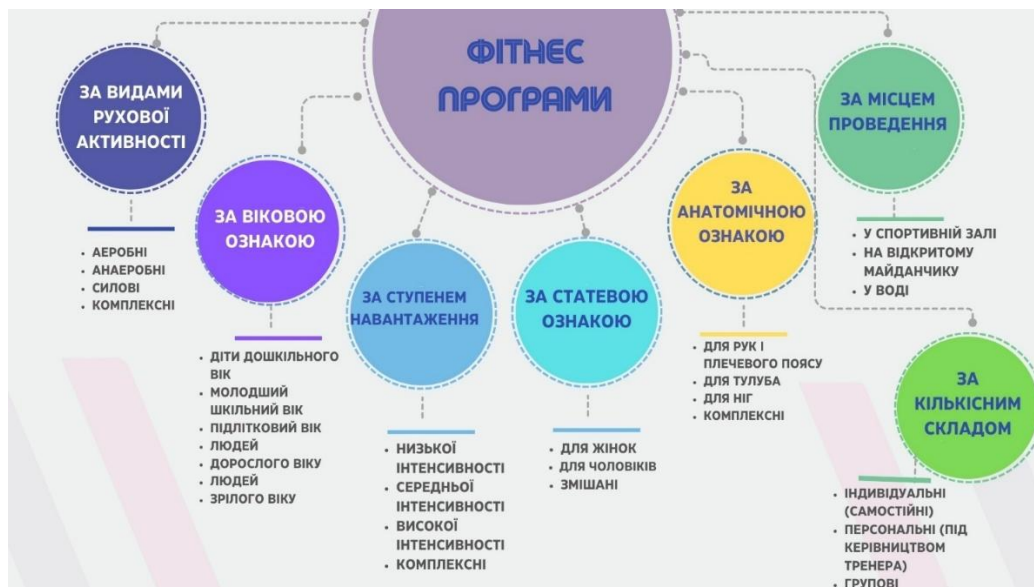 ФІТНЕС
ПРОГРАМИ
ЗА ВИДАМИ
РУХОВОЇ
АКТИВНОСТІ
• АЕРОБНІ
• АНАЕРОБНІ
• СИЛОВІ
• КОМПЛЕКСНІ
ЗА ВІКОВОЮ
ОЗНАКОЮ
• ДІТИ ДОШКІЛЬНОГО
ВІК
• МОЛОДШИЙ
ШКІЛЬНИЙ ВІК
• ПІДЛІТКОВИЙ ВІК
• ЛЮДЕЙ
• ДОРОСЛОГО ВІКУ
• ЛЮДЕЙ
• ЗРІЛОГО ВІКУ
ЗА СТУПЕНЕМ
НАВАНТАЖЕННЯ
• НИЗЬКОЇ
ІНТЕНСИВНОСТІ
• СЕРЕДНЬОЇ
ІНТЕНСИВНОСТІ
• ВИСОКОЇ
ІНТЕНСИВНОСТІ
• КОМПЛЕКСНІ
ЗА СТАТЕВОЮ
ОЗНАКОЮ
• ДЛЯ ЖІНОК
• ДЛЯ ЧОЛОВІКІВ
• ЗМІШАНІ
ЗА
АНАТОМІЧНОЮ
ОЗНАКОЮ
• ДЛЯ РУК І
ПЛЕЧЕВОГО ПОЯСУ
• ДЛЯ ТУЛУБА
• ДЛЯ НІГ
• КОМПЛЕКСНІ
ЗА МІСЦЕМ
ПРОВЕДЕННЯ
• У СПОРТИВНІЙ ЗАЛІ
• НА ВІДКРИТОМУ
МАЙДАНЧИКУ
• У ВОДІ
ЗА
КІЛЬКІСНИМ
СКЛАДОМ
• ІНДИВІДУАЛЬНІ
(САМОСТІЙНІ)
• ПЕРСОНАЛЬНІ (ПІД
КЕРІВНИЦТВОМ
ТРЕНЕРА)
• ГРУПОВІ